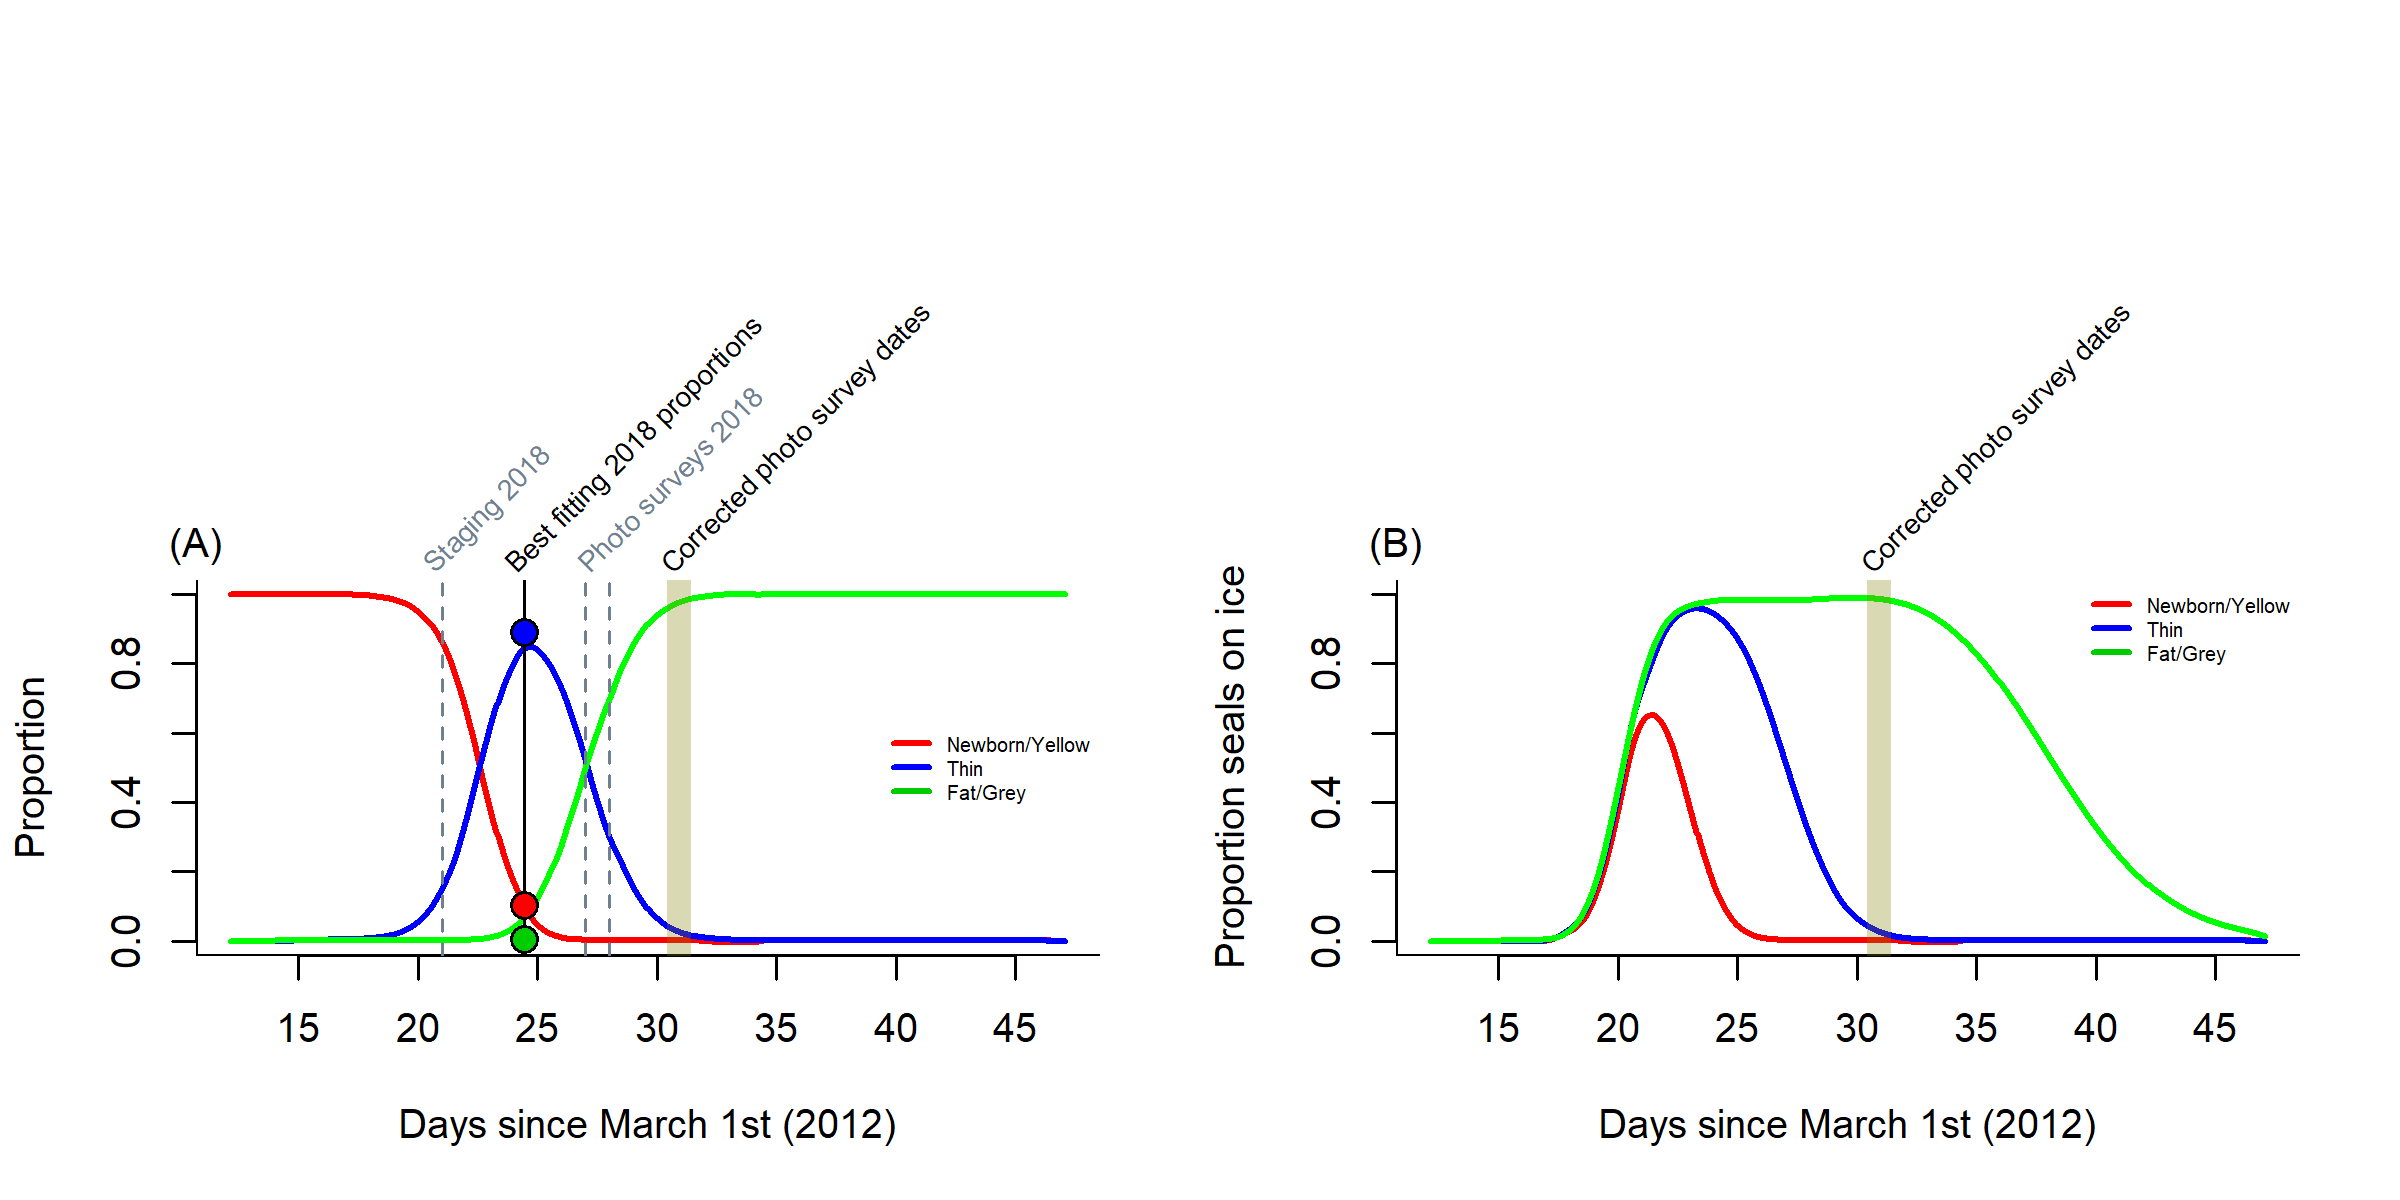 (A)
Staging 2018
Best fitting 2018 proportions
Photo surveys 2018
Corrected photo survey dates
Proportion
0.0
0.4
0.8
Newborn/Yellow
Thin
Fat/Grey
15 20 25 30 35 40 45
Days since March 1st (2012)
(B)
Corrected photo survey dates
Proportion seals on ice
0.0
0.4
0.8
Newborn/Yellow
Thin
Fat/Grey
15 20 25 30 35 40 45
Days since March 1st (2012)